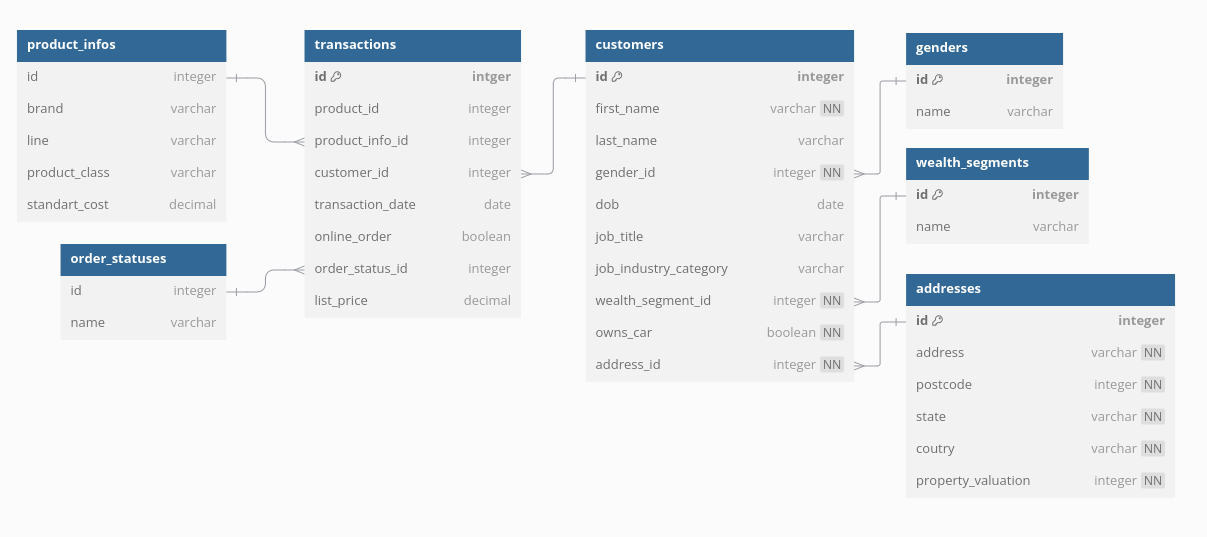 product_infos
id integer
brand varchar
line varchar
product_class varchar
standart_cost decimal
order_statuses
id integer
name varchar
transactions
id intger
product_id integer
product_info_id integer
customer_id integer
transaction_date date
online_order boolean
order_status_id integer
list_price decimal
customers
id integer
first_name varchar NN
last_name varchar
gender_id integer NN
dob date
job_title varchar
job_industry_category varchar
wealth_segment_id integer NN
owns_car boolean NN
address_id integer NN
genders
id integer
name varchar
wealth_segments
id integer
name varchar
addresses
id integer
address varchar NN
postcode integer NN
state varchar NN
coutry varchar NN
property_valuation integer NN